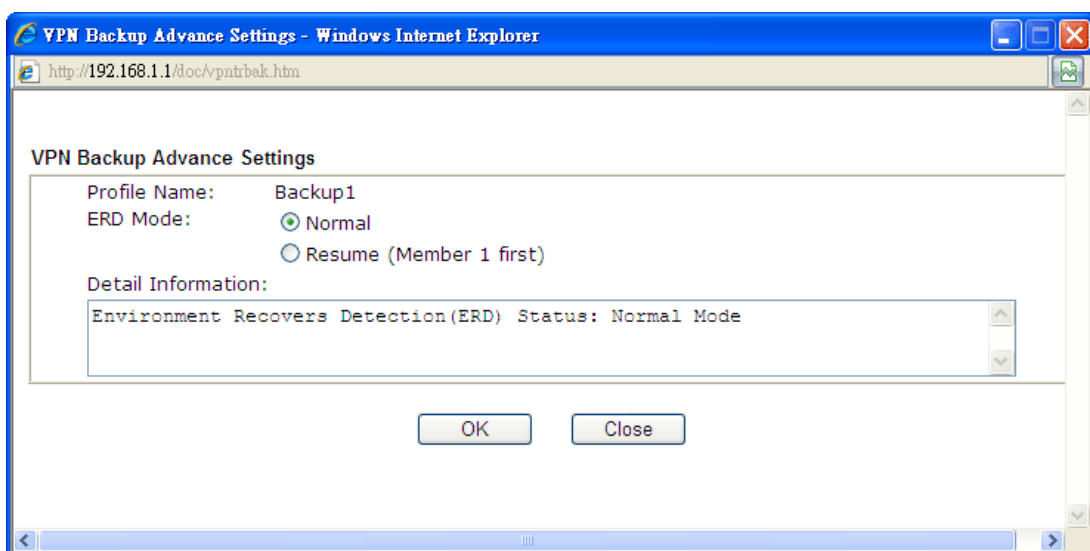 VPN Backup Advance Settings - Windows Internet Explorer
http://192.168.1.1/doc/vpntrbak.htm
VPN Backup Advance Settings
Profile Name: Backup1
ERD Mode: Normal
Resume (Member 1 first)
Detail Information:
Environment Recovers Detection(ERD) Status: Normal Mode
OK Close